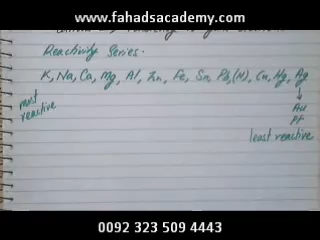 www.fahadsacademy.com
Reactivity Series.
K, Na, Ca, Mg, Al, Zn, Fe, Sn, Pb, (H), Cu, Hg, Ag
most
reactive
Au
Pt
least reactive
0092 323 509 4443